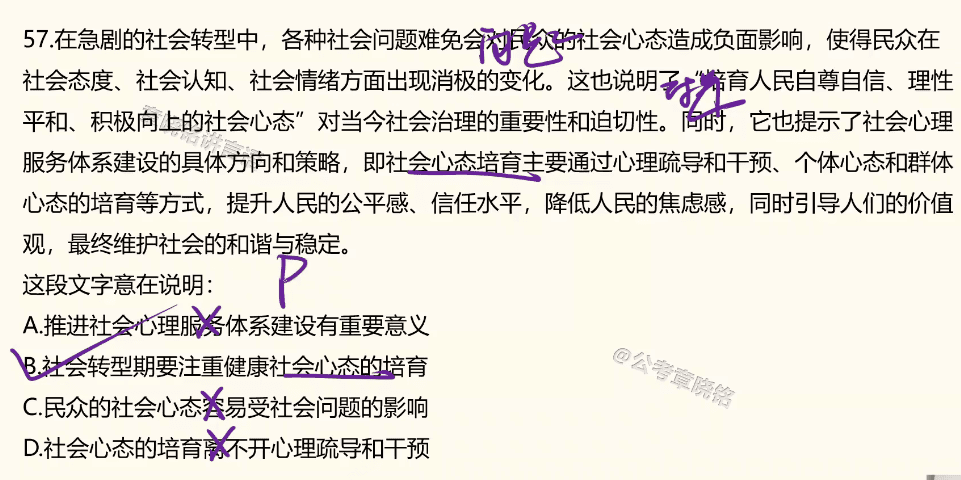 57.在急剧的社会转型中，各种社会问题难免会对民众的社会心态造成负面影响，使得民众在
社会态度、社会认知、社会情绪方面出现消极的变化。这也说明了“培育人民自尊自信、理性
平和、积极向上的社会心态”对当今社会治理的重要性和迫切性。同时，它也提示了社会心理
服务体系建设的具体方向和策略，即社会心态培育主要通过心理疏导和干预、个体心态和群体
心态的培育等方式，提升人民的公平感、信任水平，降低人民的焦虑感，同时引导人们的价值
观，最终维护社会的和谐与稳定。
这段文字意在说明：
P
A.推进社会心理服务体系建设有重要意义
B.社会转型期要注重健康社会心态的培育
C.民众的社会心态容易受社会问题的影响
D.社会心态的培育离不开心理疏导和干预
问题
对策
@公考章晓铭